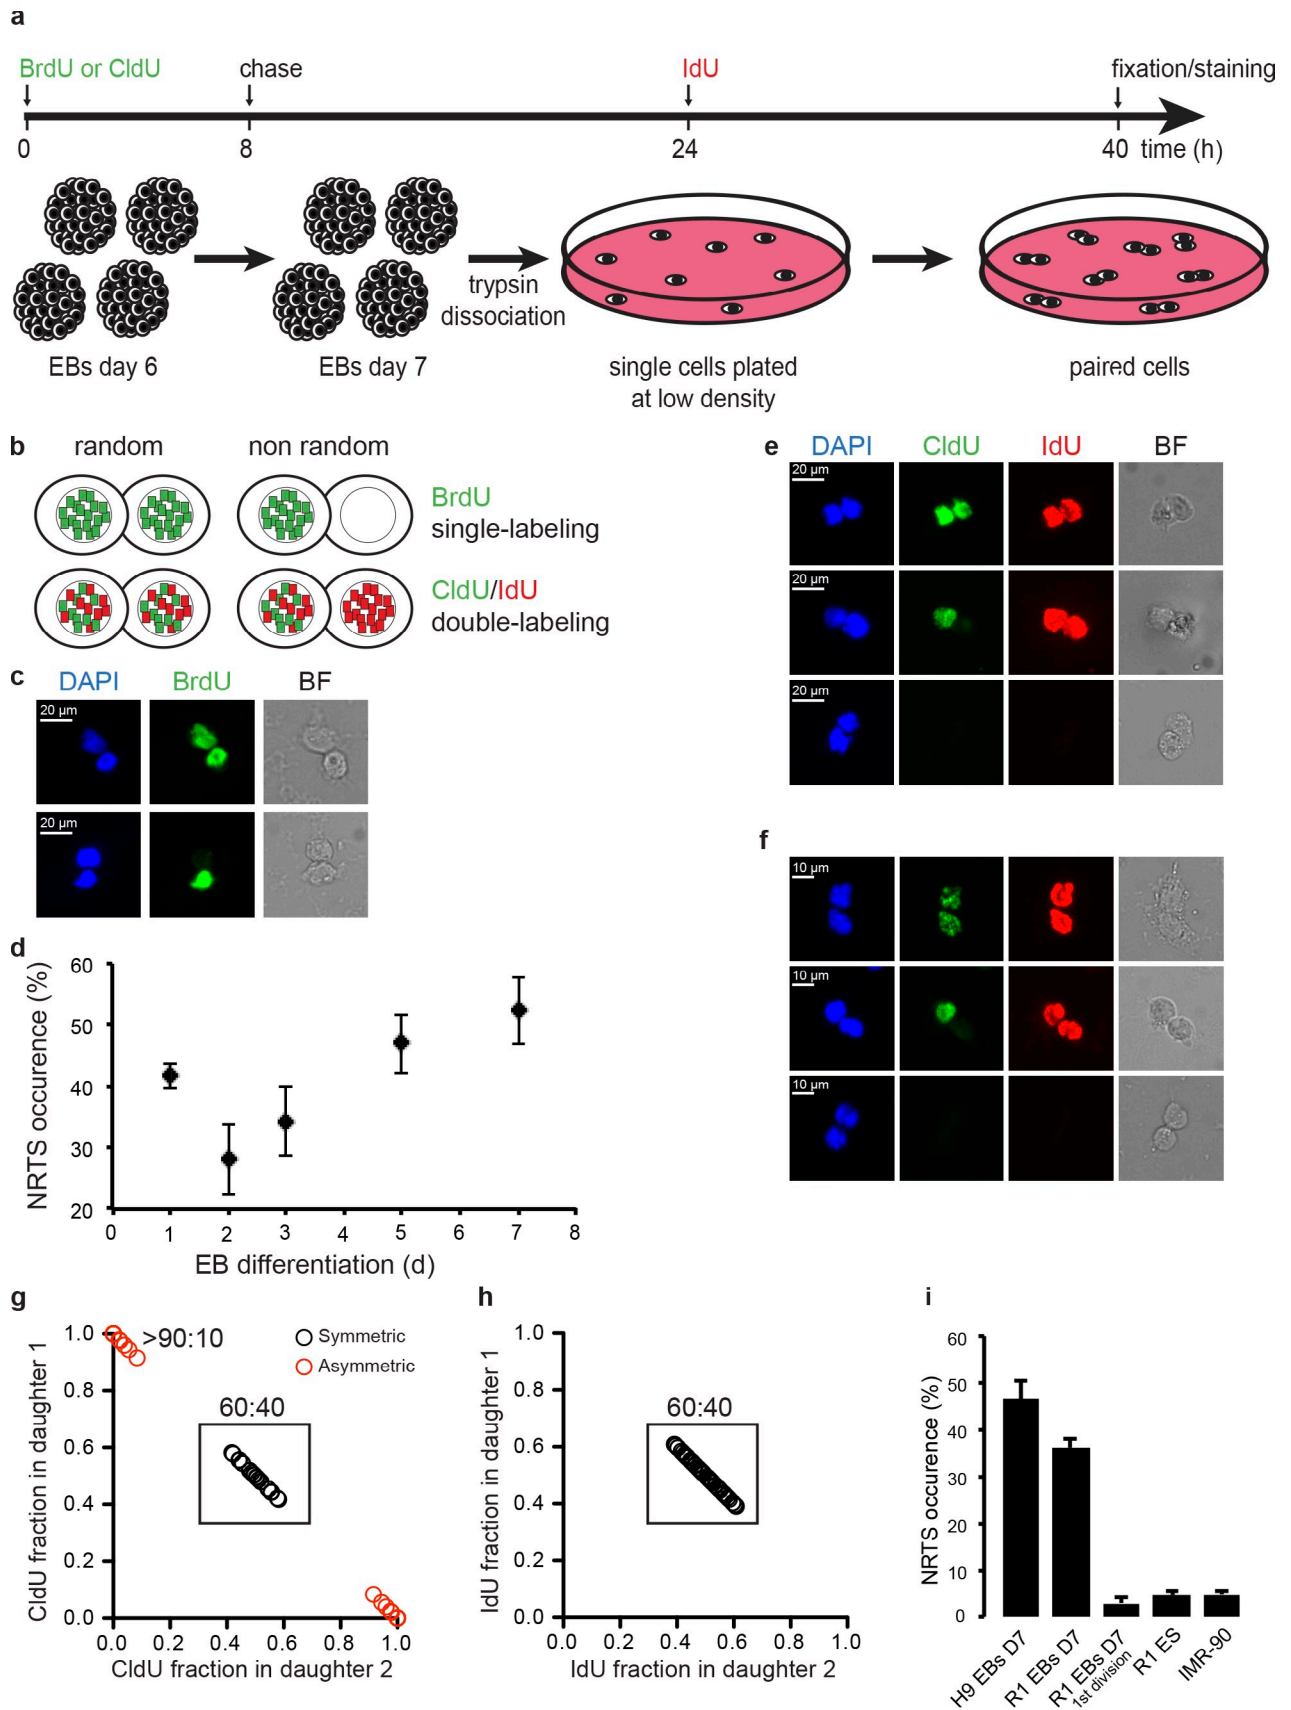 a
BrdU or CldU
chase
IdU
fixation/staining
0
8
24
40
time (h)
trypsin
dissociation
EBs day 6
EBs day 7
single cells plated
at low density
paired cells
b
random
non random
BrdU
single-labeling
CldU/IdU
double-labeling
c
DAPI
BrdU
BF
20 µm
20 µm
d
NRTS occurence (%)
60
50
40
30
20
0 1 2 3 4 5 6 7 8
EB differentiation (d)
e
DAPI
CldU
IdU
BF
20 µm
20 µm
20 µm
f
10 µm
10 µm
10 µm
g
CldU fraction in daughter 1
1.0
0.8
0.6
0.4
0.2
0.0
>90:10
Symmetric
Asymmetric
60:40
0.0 0.2 0.4 0.6 0.8 1.0
CldU fraction in daughter 2
h
IdU fraction in daughter 1
1.0
0.8
0.6
0.4
0.2
0.0
60:40
0.0 0.2 0.4 0.6 0.8 1.0
IdU fraction in daughter 2
i
NRTS occurence (%)
60
50
40
30
20
10
0
H9 EBs D7
R1 EBs D7
R1 EBs D7
1st division
R1 ES
IMR-90